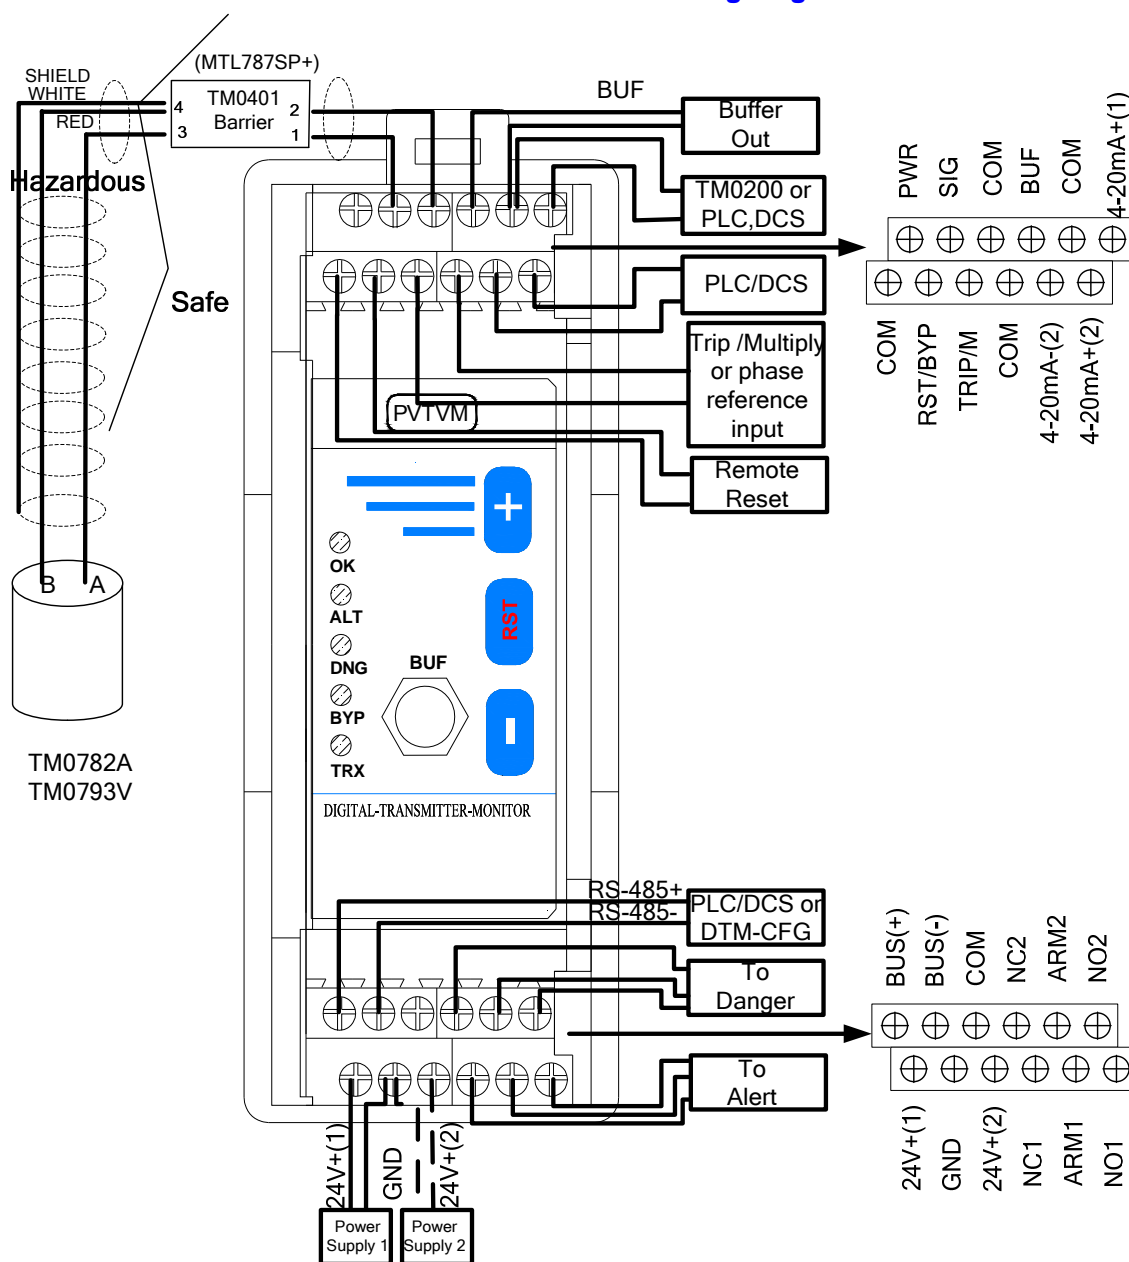 (MTL787SP+)
SHIELD
WHITE
RED
4
3
TM0401
Barrier
2
1
BUF
Buffer
Out
Hazardous
Safe
TM0200 or
PLC,DCS
PLC/DCS
Trip /Multiply
or phase
reference
input
Remote
Reset
PWR
SIG
COM
BUF
COM
4-20mA+(1)
COM
RST/BYP
TRIP/M
COM
4-20mA-(2)
4-20mA+(2)
PVTVM
+
OK
ALT
RST
DNG
BUF
BYP
-
TRX
DIGITAL-TRANSMITTER-MONITOR
B
A
TM0782A
TM0793V
RS-485+
RS-485-
PLC/DCS or
DTM-CFG
To
Danger
To
Alert
BUS(+)
BUS(-)
COM
NC2
ARM2
NO2
24V+(1)
GND
24V+(2)
NC1
ARM1
NO1
24V+(1)
GND
24V+(2)
Power
Supply 1
Power
Supply 2